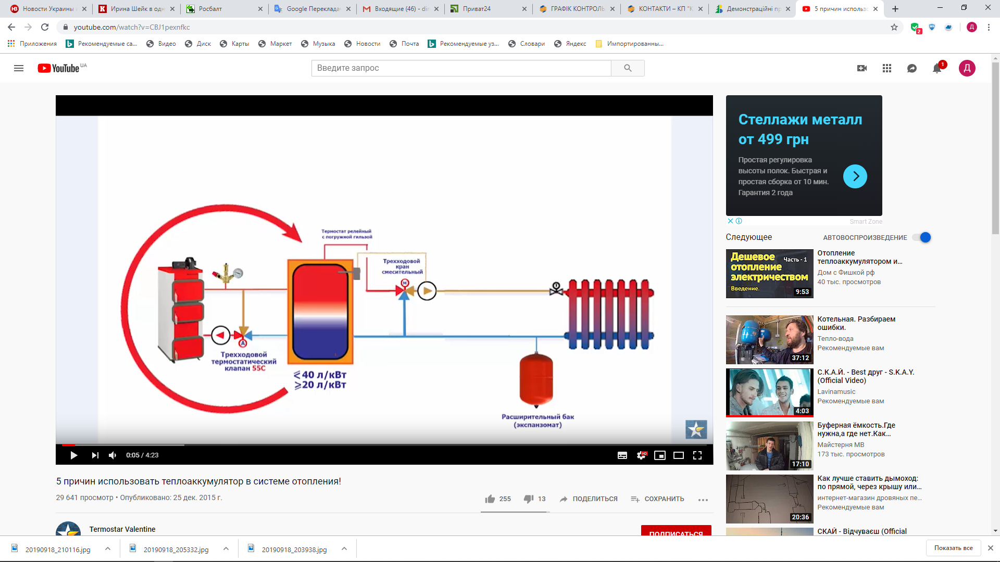 Новости Украины
Ирина Шейк в одн
Росбалт
Google Переклада
Входящие (46) - dir
Приват24
ГРАФІК КОНТРОЛЬ
КОНТАКТИ – КП "К
Демонстраційні пр
5 причин использо
youtube.com/watch?v=CBJ1pexnfkc
2
Д
Приложения
Рекомендуемые са...
Видео
Диск
Карты
Маркет
Музыка
Новости
Почта
Рекомендуемые уз...
Словари
Яндекс
Импортированны...
YouTube UA
Введите запрос
1
Д
Термостат релейный
с погружной гильзой
Трехходовой
кран
смесительный
М
А
Трехходовой
термостатический
клапан 55С
⩽40 л/кВт
⩾20 л/кВт
Расширительный бак
(экспанзомат)
0:05 / 4:23
HD
5 причин использовать теплоаккумулятор в системе отопления!
29 641 просмотр • Опубликовано: 25 дек. 2015 г.
255
13
ПОДЕЛИТЬСЯ
СОХРАНИТЬ
Termostar Valentine
ПОДПИСАТЬСЯ
Стеллажи металл
от 499 грн
Простая регулировка
высоты полок. Быстрая и
простая сборка от 10 мин.
Гарантия 2 года
Smart Zone
Следующее
АВТОВОСПРОИЗВЕДЕНИЕ
Дешевое Часть - 1
отопление
электричеством
Введение.
9:53
Отопление
теплоаккумулятором и...
Дом с Фишкой рф
40 тыс. просмотров
37:12
Котельная. Разбираем
ошибки.
Тепло-вода
Рекомендуемые вам
4:03
С.К.А.Й. - Best друг - S.K.A.Y.
(Official Video)
Lavinamusic
Рекомендуемые вам
17:10
Буферная ёмкость.Где
нужна,а где нет.Как...
Майстерня МВ
173 тыс. просмотров
20:36
Как лучше ставить дымоход:
по прямой, через крышу или...
интернет-магазин дровяных пе...
Рекомендуемые вам
СКАЙ - Відчуваєш (Official
20190918_210116.jpg
20190918_205332.jpg
20190918_203938.jpg
Показать все